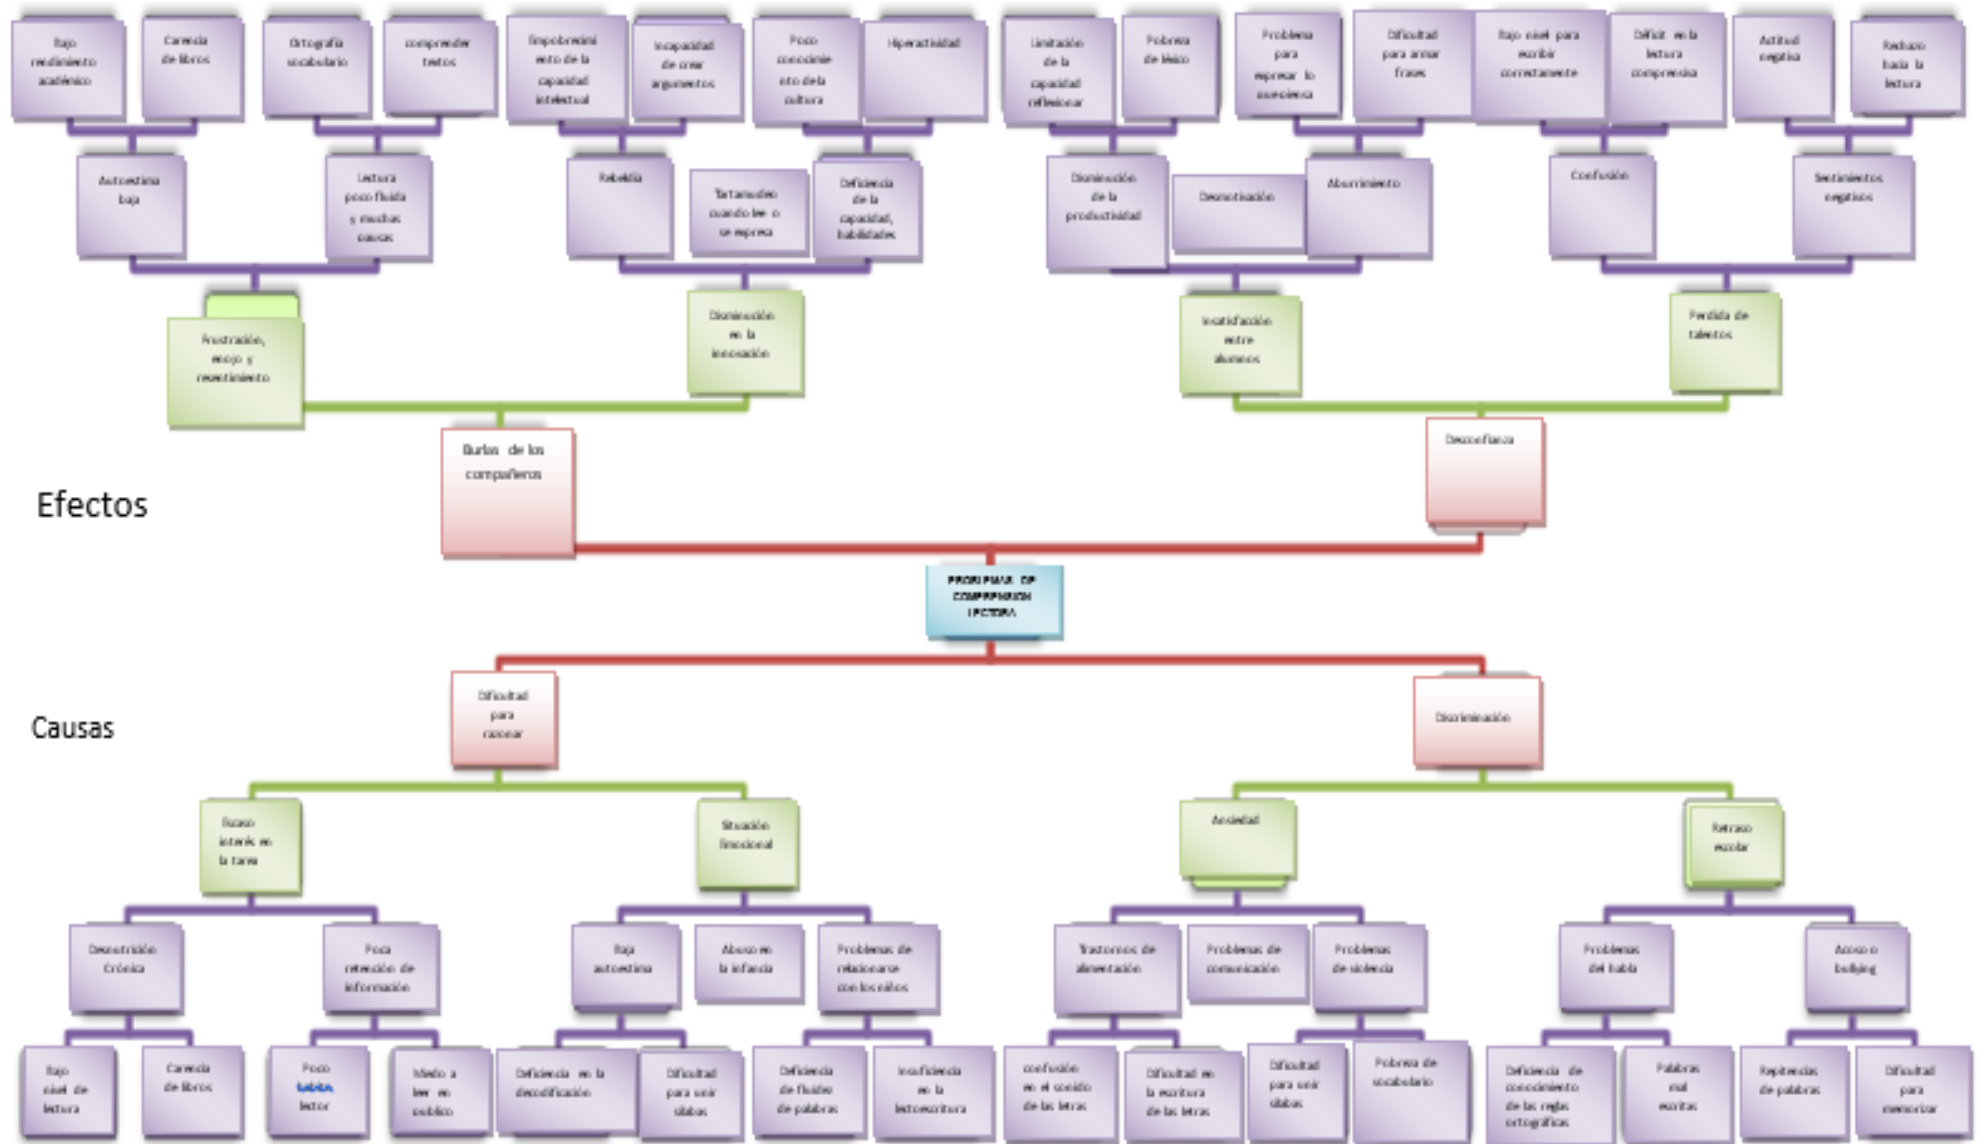 Bajo
rendimiento
académico
Carencia
de libros
Ortografía
vocabulario
comprender
textos
Empobrecimi
ento de la
capacidad
intelectual
Incapacidad
de crear
argumentos
Poco
conocimie
nto de la
cultura
Hiperactividad
Limitación
de la
capacidad
reflexionar
Pobreza
de léxico
Problema
para
expresar lo
que piensa
Dificultad
para armar
frases
Bajo nivel para
escribir
correctamente
Déficit en la
lectura
comprensiva
Actitud
negativa
Rechazo
hacia la
lectura
Autoestima
baja
Lectura
poco fluida
y muchas
pausas
Rebeldía
Tartamudeo
cuando lee o
se expresa
Deficiencia
de la
capacidad,
habilidades
Disminución
de la
productividad
Desmotivación
Aburrimiento
Confusión
Sentimientos
negativos
Frustración,
enojo y
resentimiento
Disminución
en la
innovación
Insatisfacción
entre
alumnos
Perdida de
talentos
Burlas de los
compañeros
Desconfianza
Efectos
PROBLEMAS DE
COMPRENSION
LECTORA
Causas
Dificultad
para
razonar
Discriminación
Escaso
interés en
la tarea
Situación
Emocional
Ansiedad
Retraso
escolar
Desnutrición
Crónica
Poca
retención de
información
Baja
autoestima
Abuso en
la infancia
Problemas de
relacionarse
con los niños
Trastornos de
alimentación
Problemas de
comunicación
Problemas
de violencia
Problemas
del habla
Acoso o
bullying
Bajo
nivel de
lectura
Carencia
de libros
Poco
lector
Miedo a
leer en
publico
Deficiencia en la
decodificación
Dificultad
para unir
silabas
Deficiencia
de fluides
de palabras
Insuficiencia
en la
lectoescritura
confusión
en el sonido
de las letras
Dificultad en
la escritura
de las letras
Dificultad
para unir
silabas
Pobreza de
vocabulario
Deficiencia de
conocimiento
de las reglas
ortográficas
Palabras
mal
escritas
Repitencias
de palabras
Dificultad
para
memorizar